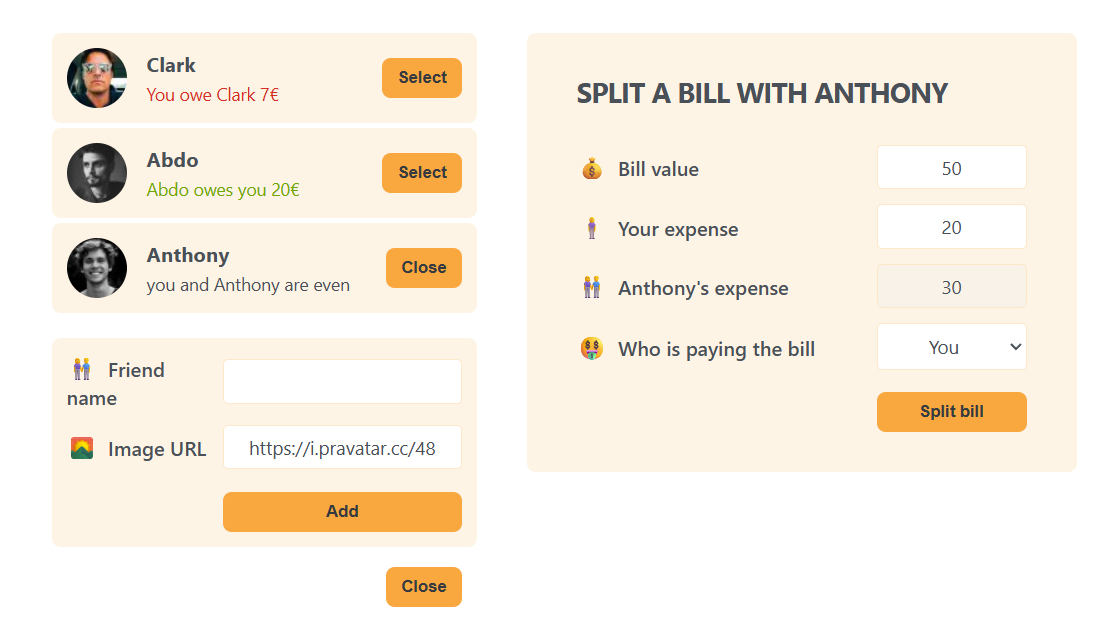 Clark
You owe Clark 7€
Select
Abdo
Abdo owes you 20€
Select
Anthony
you and Anthony are even
Close
Friend
name
Image URL
https://i.pravatar.cc/48
Add
Close
SPLIT A BILL WITH ANTHONY
Bill value
50
Your expense
20
Anthony's expense
30
Who is paying the bill
You
Split bill